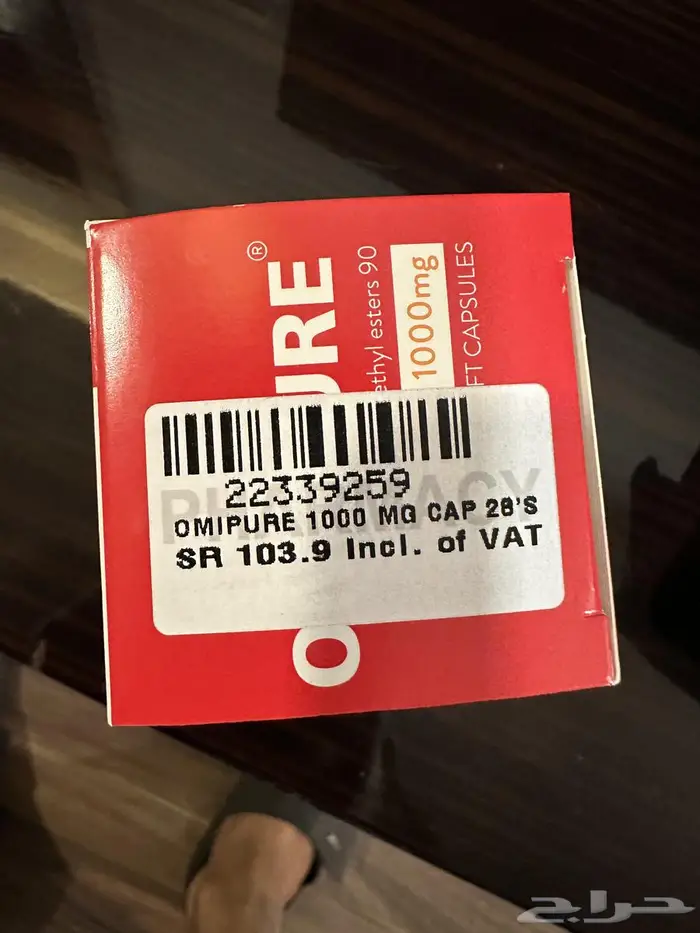 22339259
OMIPURE 1000 MG CAP 28'S
SR 103.9 Incl. of VAT
PHARMACY
O
URE®
ethyl esters 90
1000mg
FT CAPSULES
حراج